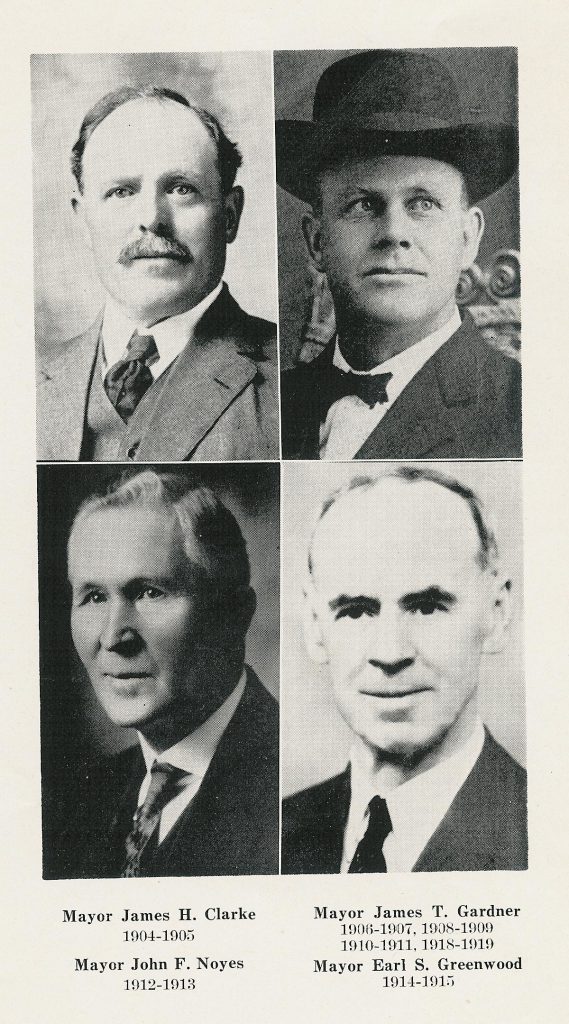 Mayor James H. Clarke
1904-1905
Mayor John F. Noyes
1912-1913
Mayor James T. Gardner
1906-1907, 1908-1909
1910-1911, 1918-1919
Mayor Earl S. Greenwood
1914-1915